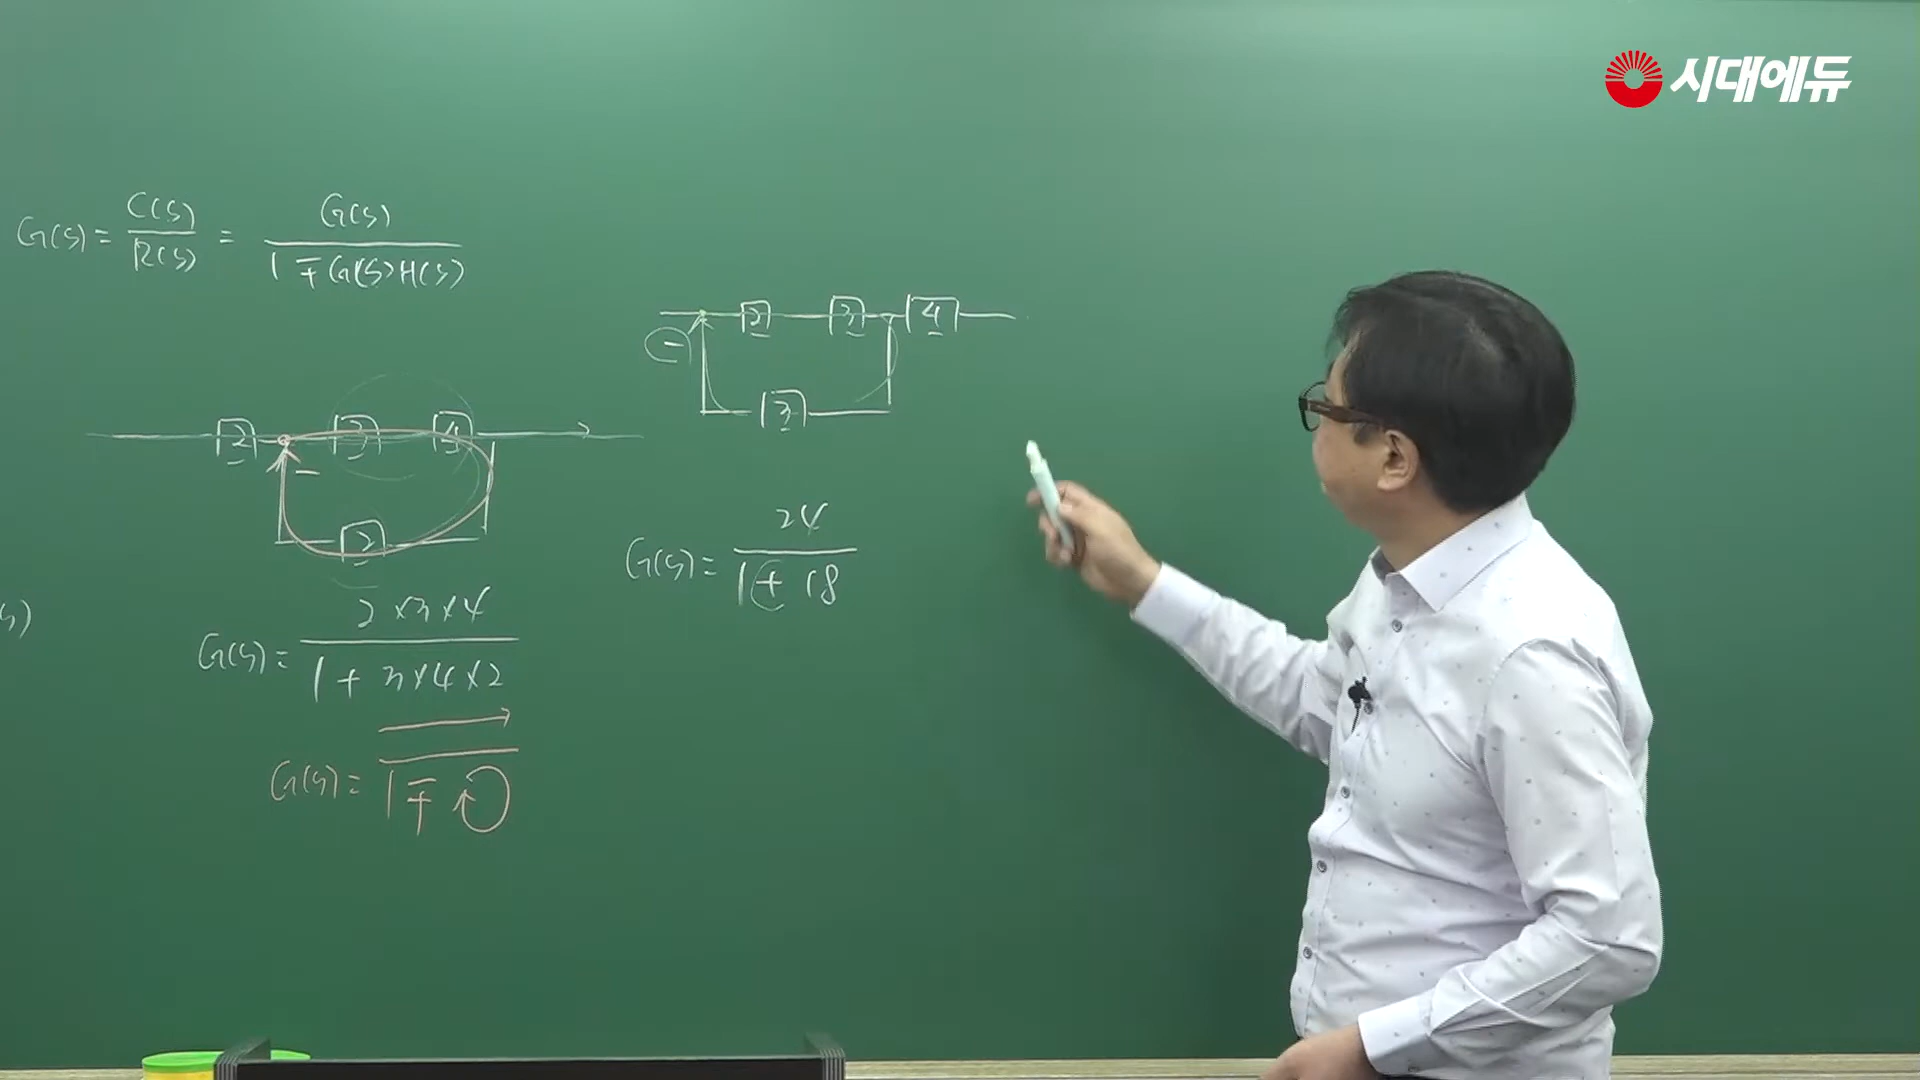 시대에듀
G(s) = C(s) / R(s) = G(s) / 1 ∓ G(s)H(s)
2 3 4
−
2
G(s) = 2×3×4 / 1 + 3×4×2
G(s) = → / 1 ∓ ↻
2 3 4
−
3
G(s) = 24 / 1 + 18
s)